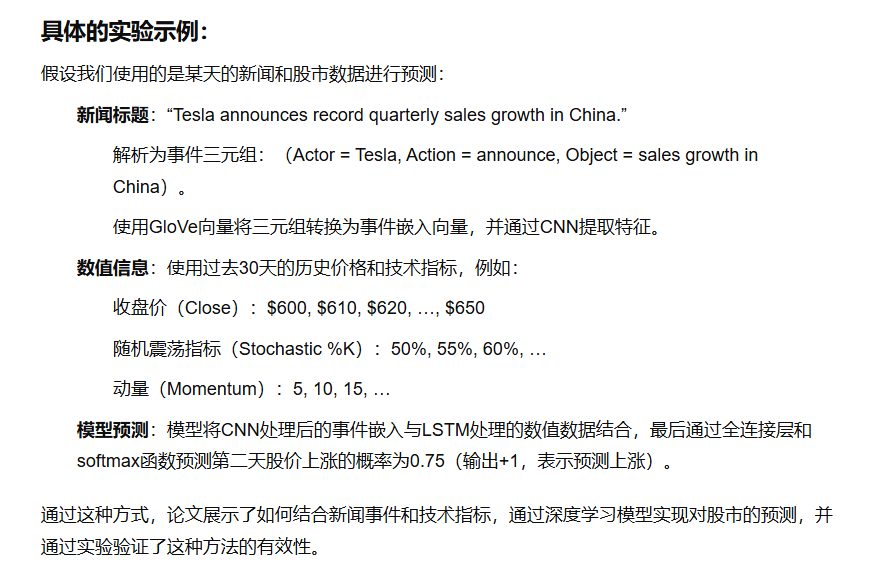 具体的实验示例：
假设我们使用的是某天的新闻和股市数据进行预测：
新闻标题：“Tesla announces record quarterly sales growth in China.”
解析为事件三元组：（Actor = Tesla, Action = announce, Object = sales growth in
China）。
使用GloVe向量将三元组转换为事件嵌入向量，并通过CNN提取特征。
数值信息：使用过去30天的历史价格和技术指标，例如：
收盘价（Close）：$600, $610, $620, …, $650
随机震荡指标（Stochastic %K）：50%, 55%, 60%, …
动量（Momentum）：5, 10, 15, …
模型预测：模型将CNN处理后的事件嵌入与LSTM处理的数值数据结合，最后通过全连接层和
softmax函数预测第二天股价上涨的概率为0.75（输出+1，表示预测上涨）。
通过这种方式，论文展示了如何结合新闻事件和技术指标，通过深度学习模型实现对股市的预测，并
通过实验验证了这种方法的有效性。